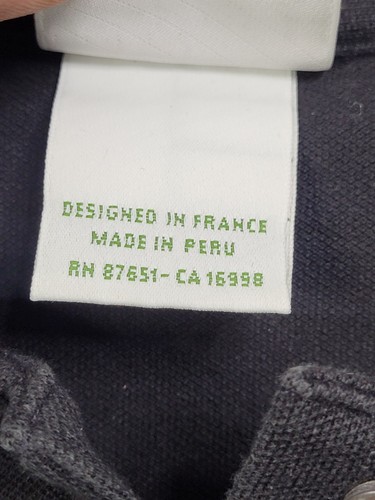 DESIGNED IN FRANCE
MADE IN PERU
RN 87651-CA 16998